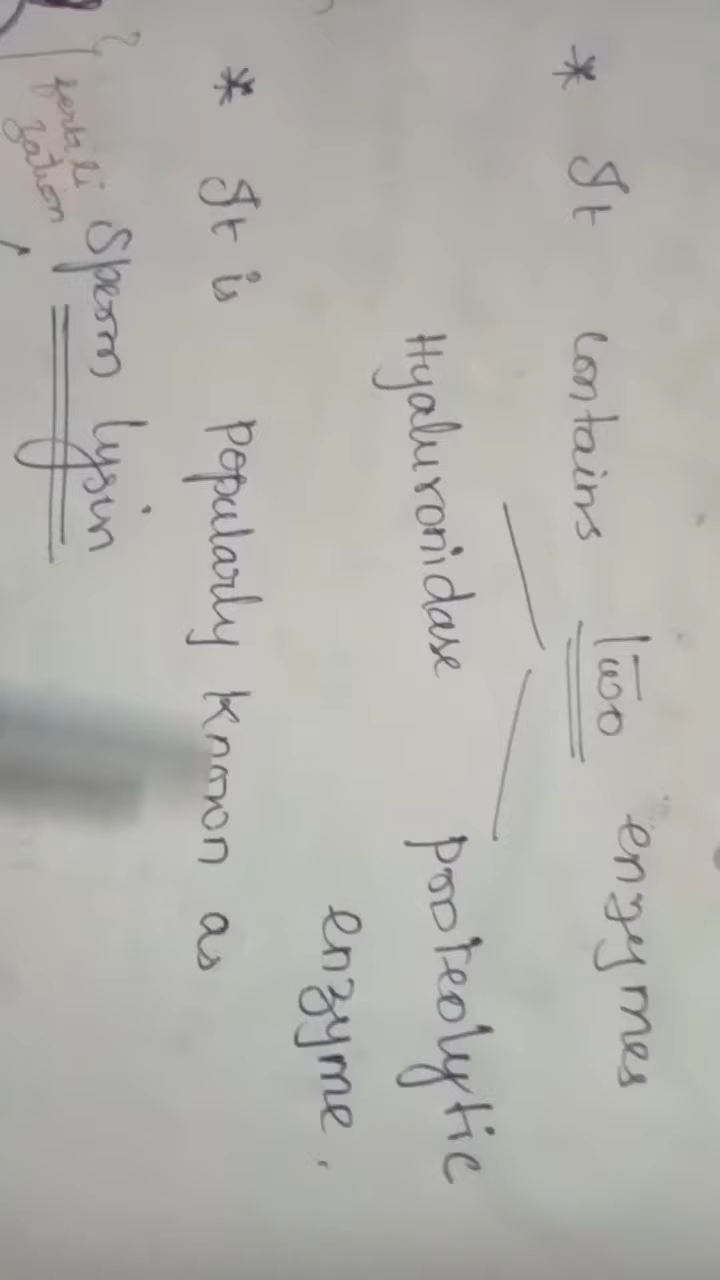 * It contains Two enzymes
Hyaluronidase proteolytic
enzyme.
* It is popularly known as
Sperm lysin
fertili
zation